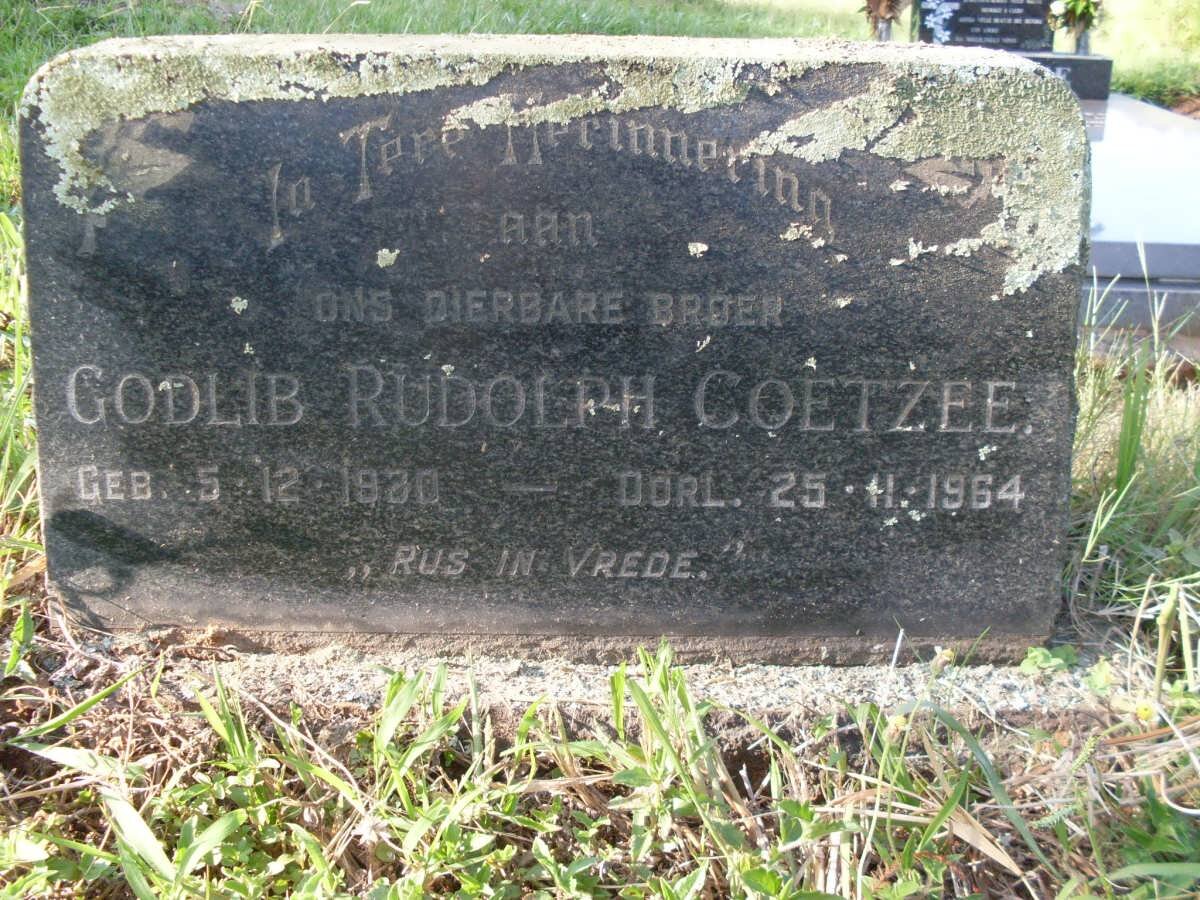 In Tere Herinnering
aan
ONS DIERBARE BROER
GODLIB RUDOLPH COETZEE.
GEB. 5·12·1930 — OORL. 25·11·1964
„RUS IN VREDE."